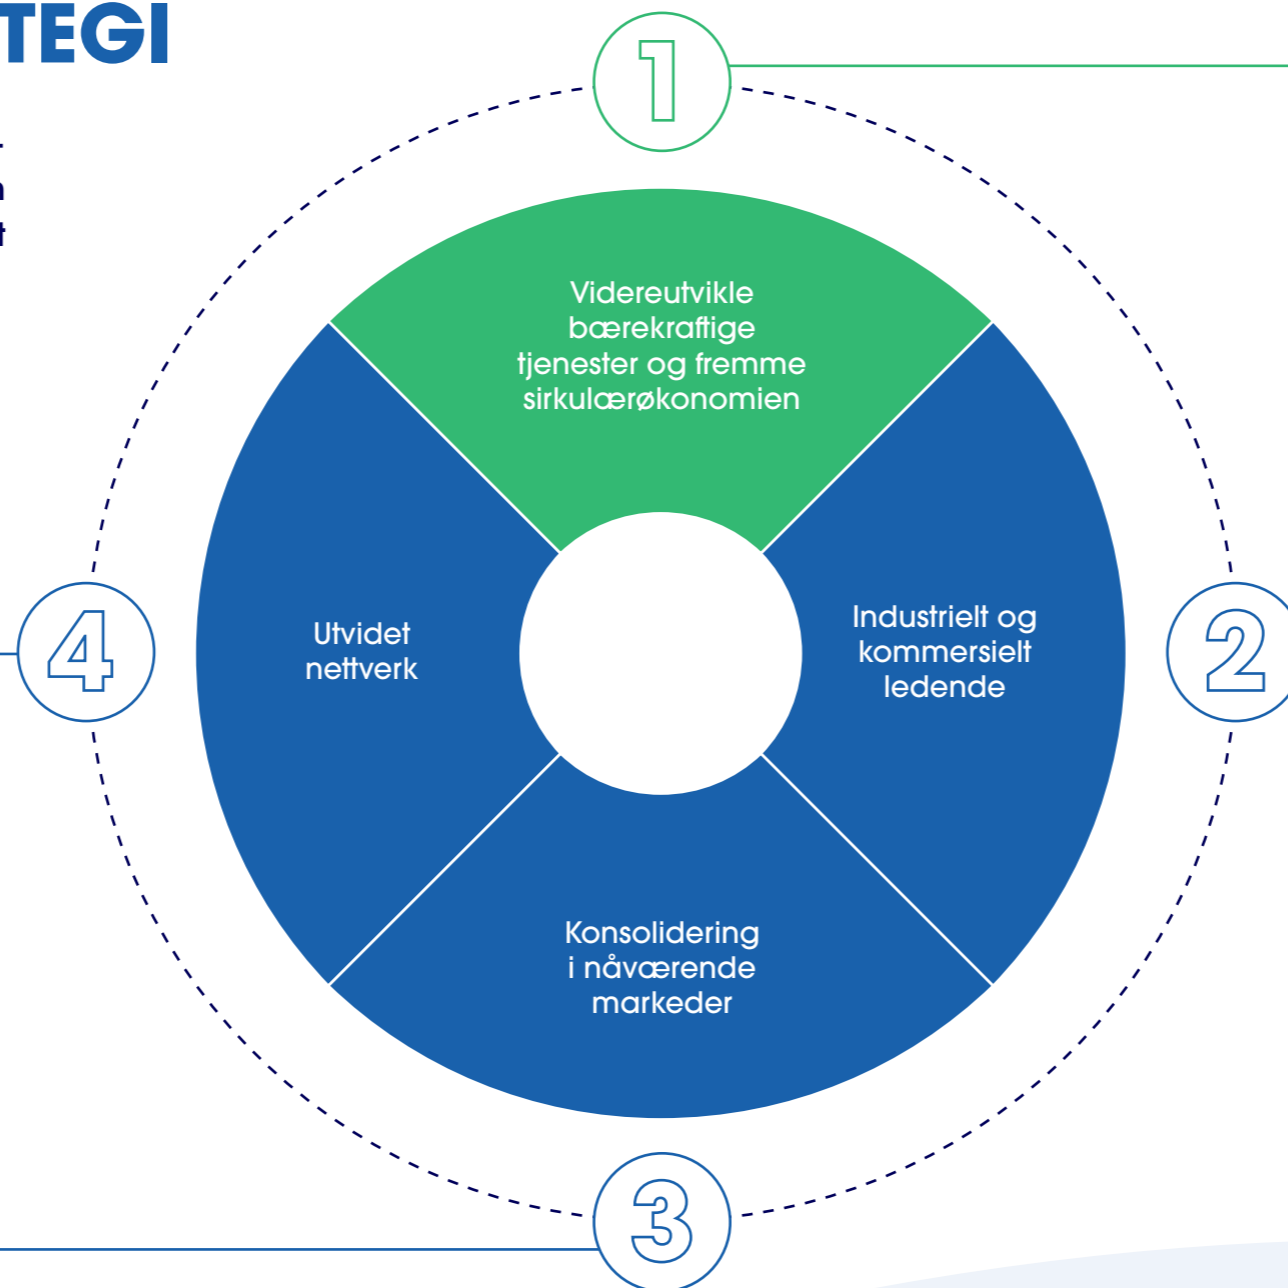 TEGI
1
Videreutvikle
bærekraftige
tjenester og fremme
sirkulærøkonomien
4
Utvidet
nettverk
Industrielt og
kommersielt
ledende
2
Konsolidering
i nåværende
markeder
3